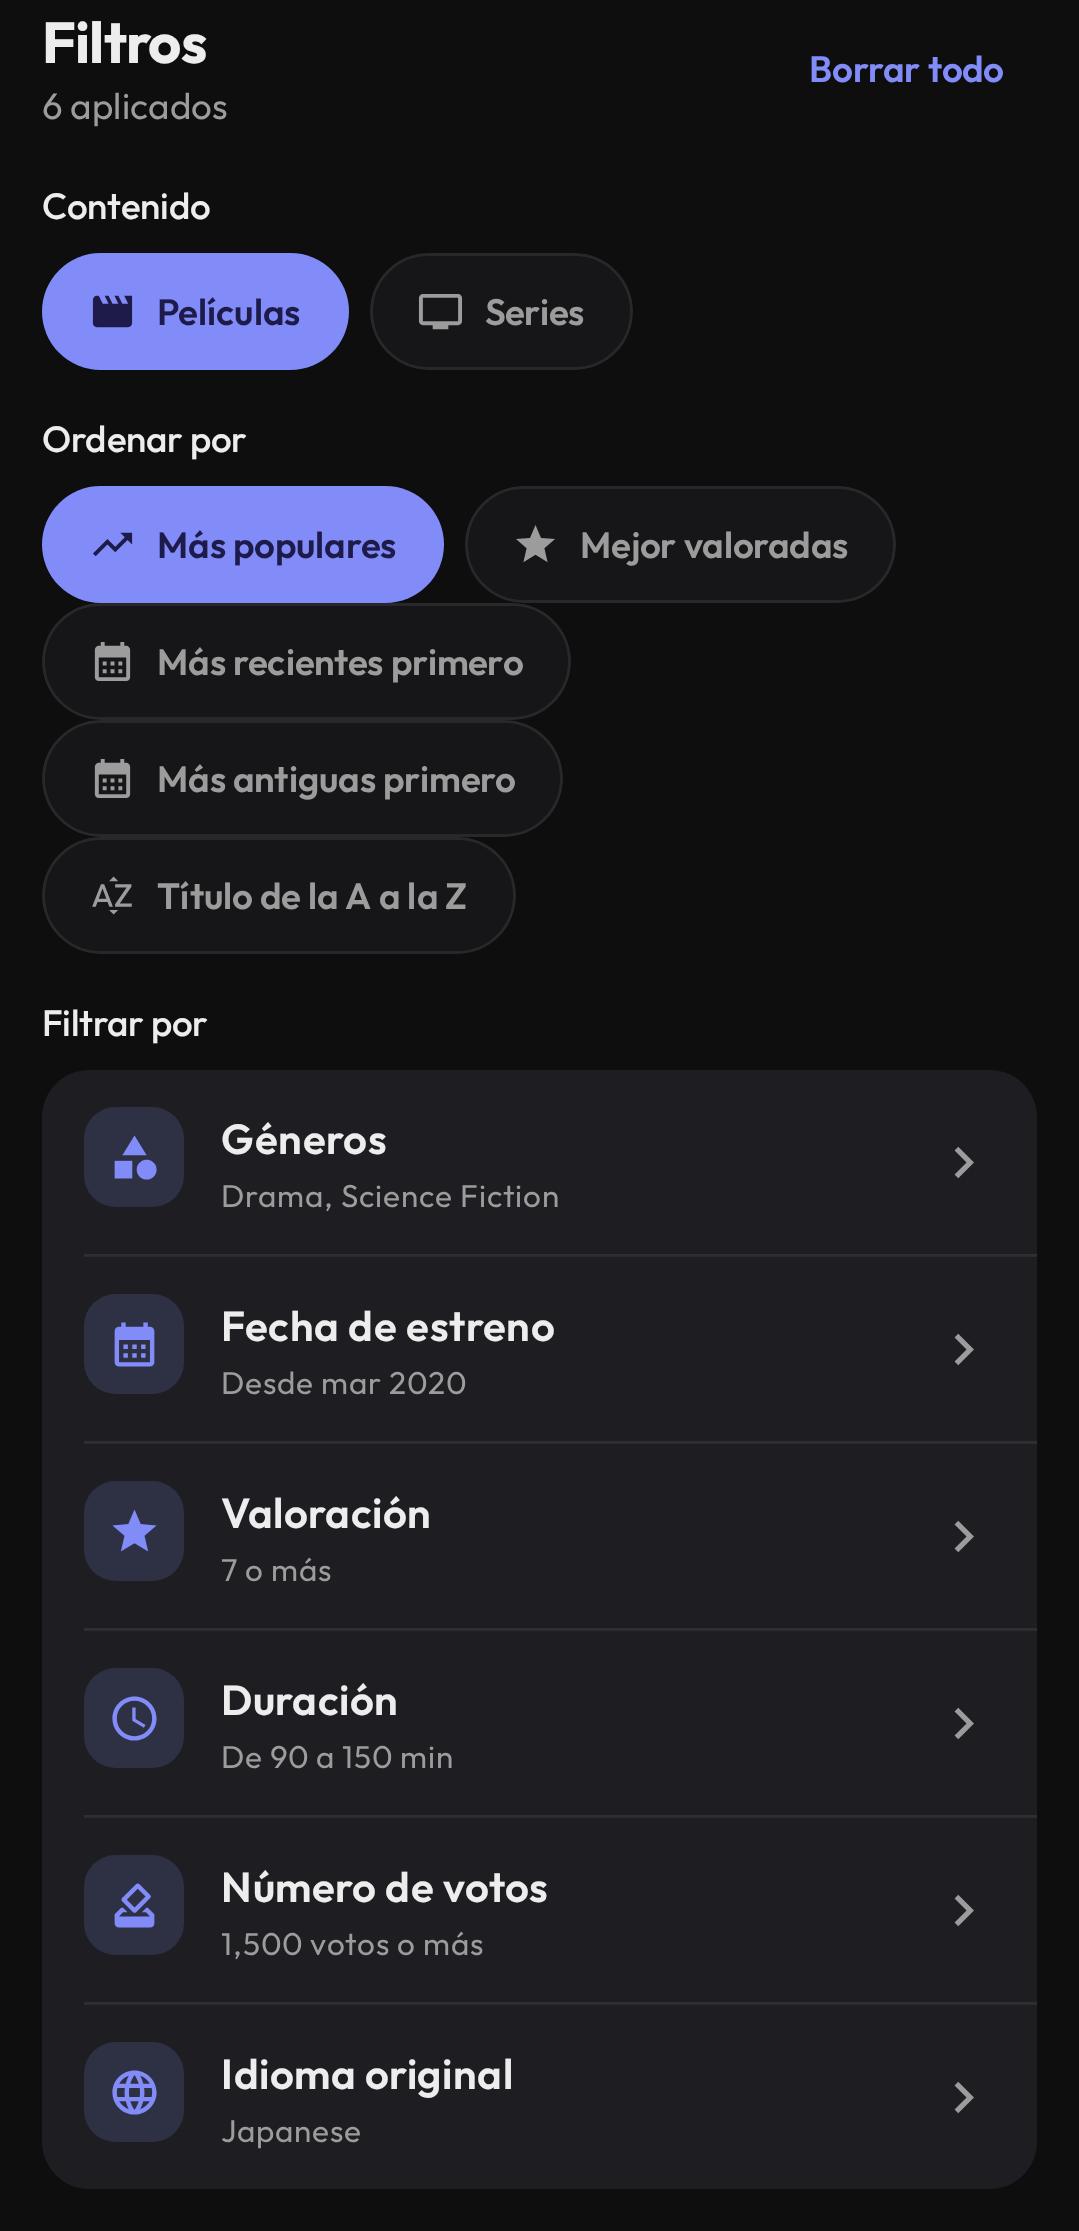 Filtros
Borrar todo
6 aplicados
Contenido
Películas
Series
Ordenar por
Más populares
Mejor valoradas
Más recientes primero
Más antiguas primero
AZ Título de la A a la Z
Filtrar por
Géneros
Drama, Science Fiction
Fecha de estreno
Desde mar 2020
Valoración
7 o más
Duración
De 90 a 150 min
Número de votos
1,500 votos o más
Idioma original
Japanese